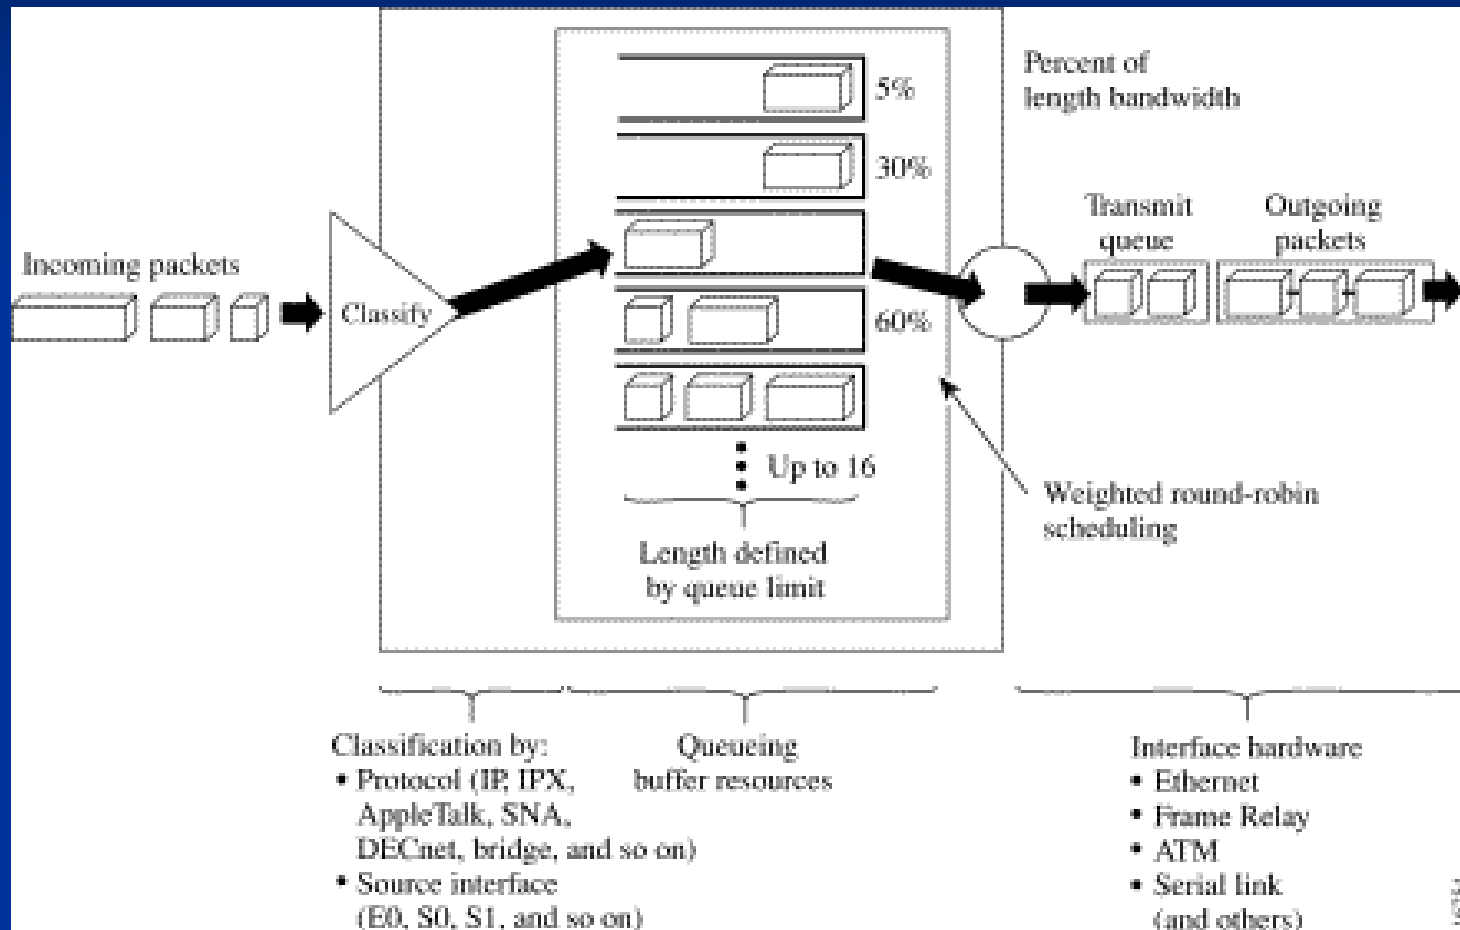 Percent of
length bandwidth
5%
30%
60%
Incoming packets
Classify
Transmit
queue
Outgoing
packets
Up to 16
Length defined
by queue limit
Weighted round-robin
scheduling
Classification by:
• Protocol (IP, IPX,
AppleTalk, SNA,
DECnet, bridge, and so on)
• Source interface
(E0, S0, S1, and so on)
Queueing
buffer resources
Interface hardware
• Ethernet
• Frame Relay
• ATM
• Serial link
(and others)